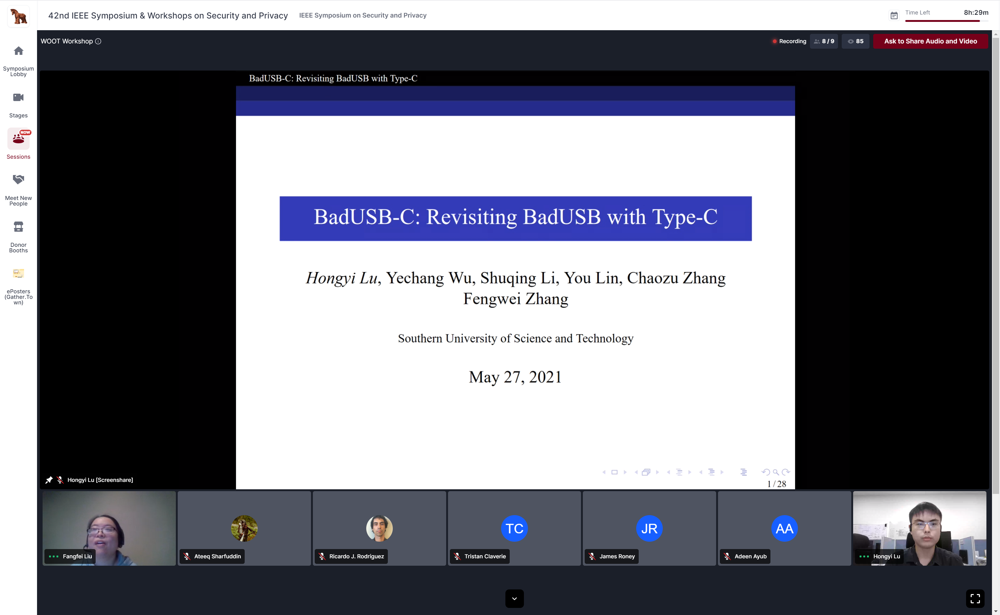 42nd IEEE Symposium & Workshops on Security and Privacy
IEEE Symposium on Security and Privacy
Time Left
8h:29m
Symposium
Lobby
Stages
NOW
Sessions
Meet New
People
Donor
Booths
ePosters
(Gather.To
wn)
WOOT Workshop
Recording
8 / 9
85
Ask to Share Audio and Video
BadUSB-C: Revisiting BadUSB with Type-C
BadUSB-C: Revisiting BadUSB with Type-C
Hongyi Lu, Yechang Wu, Shuqing Li, You Lin, Chaozu Zhang
Fengwei Zhang
Southern University of Science and Technology
May 27, 2021
1 / 28
Hongyi Lu [Screenshare]
Fangfei Liu
Ateeq Sharfuddin
Ricardo J. Rodríguez
TC
Tristan Claverie
JR
James Roney
AA
Adeen Ayub
Hongyi Lu